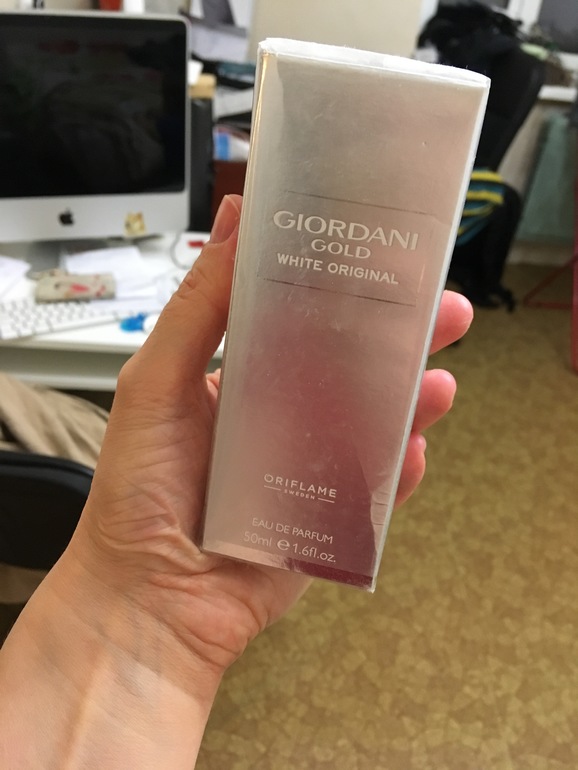 GIORDANI
GOLD
WHITE ORIGINAL
ORIFLAME
SWEDEN
EAU DE PARFUM
50ml ℮ 1.6fl.oz.